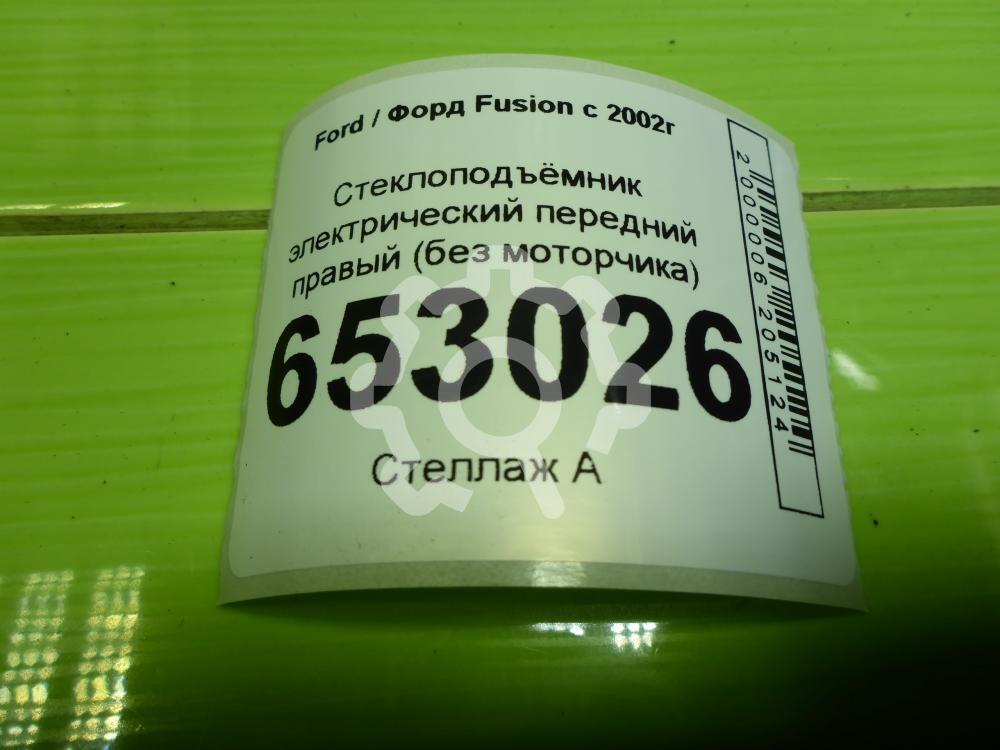 Ford / Форд Fusion с 2002г
Стеклоподъёмник
электрический передний
правый (без моторчика)
653026
Стеллаж А
2000006205124